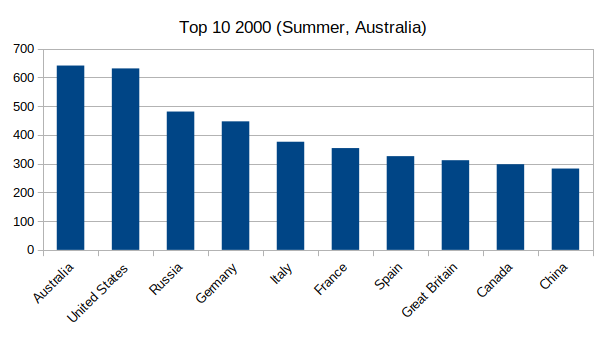 Top 10 2000 (Summer, Australia)
700
600
500
400
300
200
100
0
Australia
United States
Russia
Germany
Italy
France
Spain
Great Britain
Canada
China